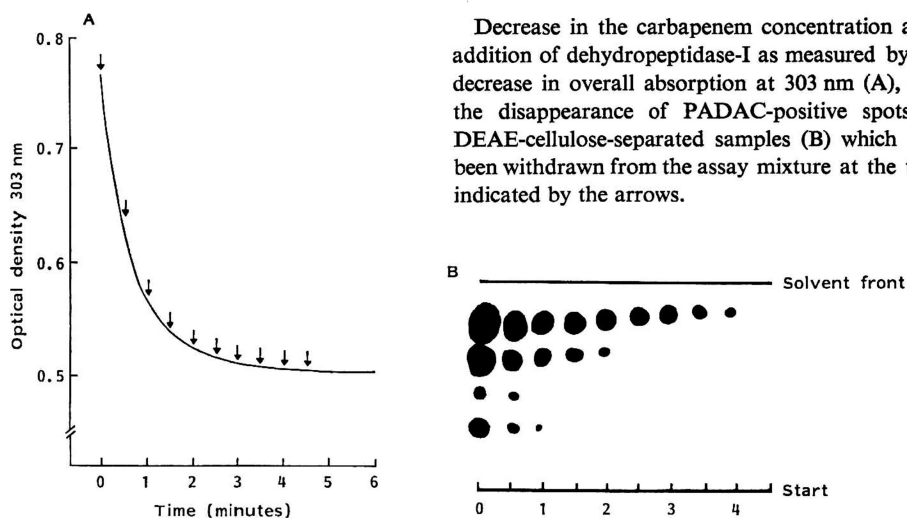 A
0.8
0.7
0.6
0.5
Optical density 303 nm
0 1 2 3 4 5 6
Time (minutes)
Decrease in the carbapenem concentration a
addition of dehydropeptidase-I as measured by
decrease in overall absorption at 303 nm (A),
the disappearance of PADAC-positive spots
DEAE-cellulose-separated samples (B) which
been withdrawn from the assay mixture at the
indicated by the arrows.
B
Solvent front
Start
0 1 2 3 4